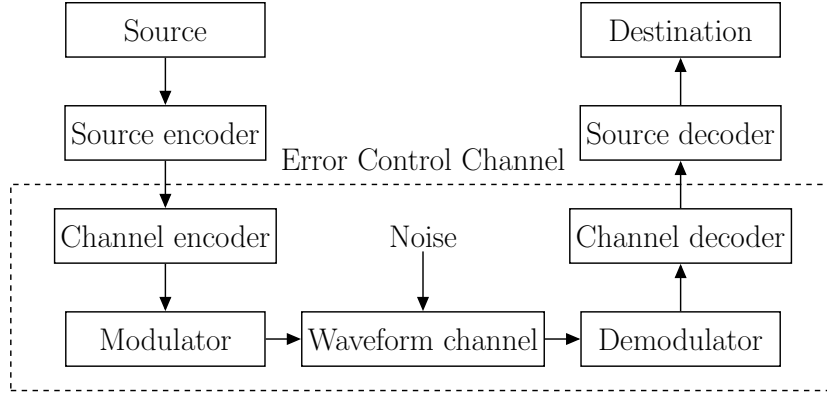 Source
Destination
Source encoder
Source decoder
Error Control Channel
Channel encoder
Noise
Channel decoder
Modulator
Waveform channel
Demodulator